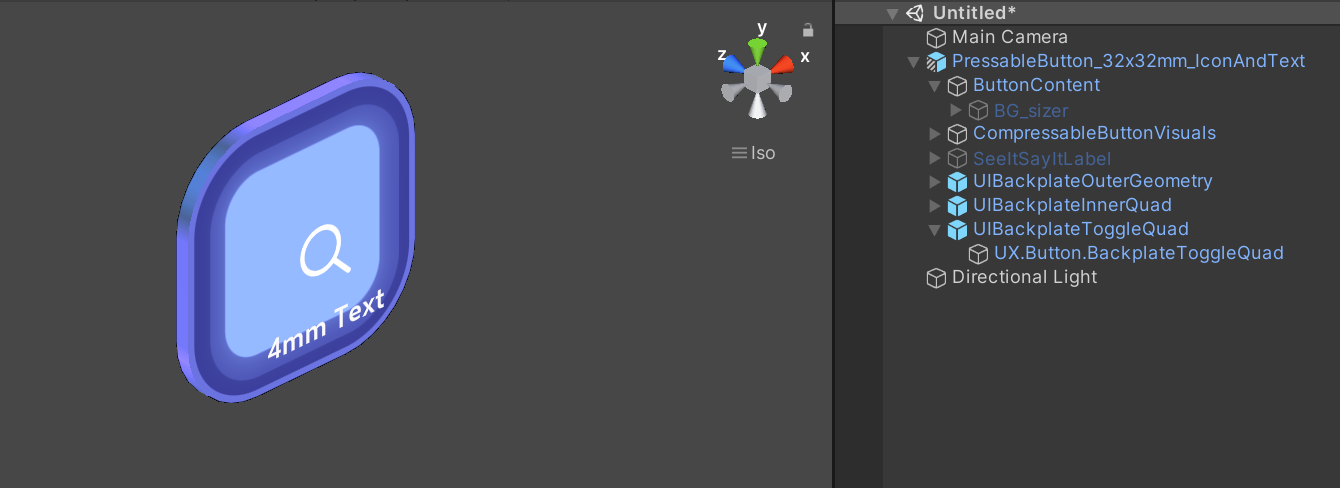 y
z
x
Iso
4mm Text
Untitled*
Main Camera
PressableButton_32x32mm_IconAndText
ButtonContent
BG_sizer
CompressableButtonVisuals
SeeItSayItLabel
UIBackplateOuterGeometry
UIBackplateInnerQuad
UIBackplateToggleQuad
UX.Button.BackplateToggleQuad
Directional Light